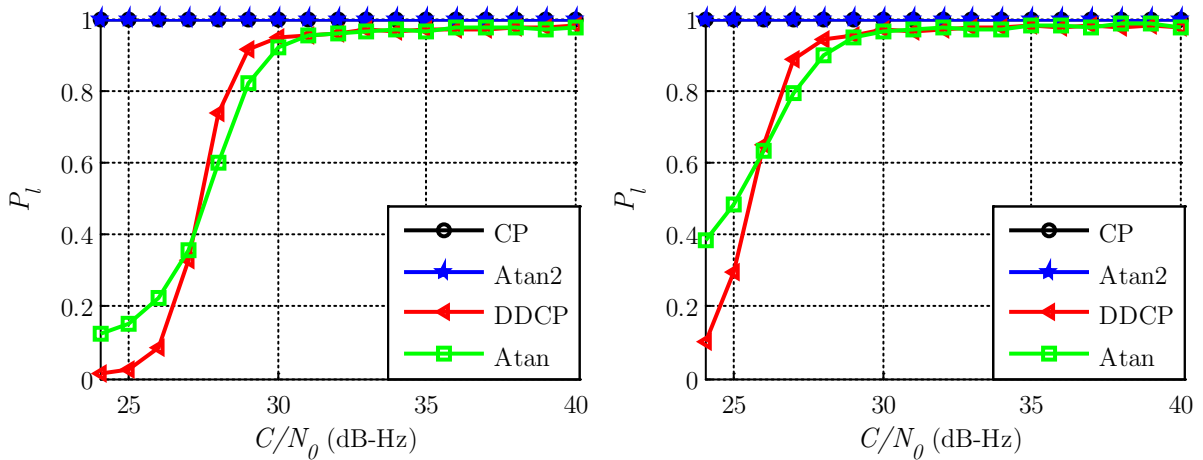 1
0.8
0.6
0.4
0.2
0
P_l
25
30
35
40
C/N_0 (dB-Hz)
CP
Atan2
DDCP
Atan
1
0.8
0.6
0.4
0.2
0
P_l
25
30
35
40
C/N_0 (dB-Hz)
CP
Atan2
DDCP
Atan